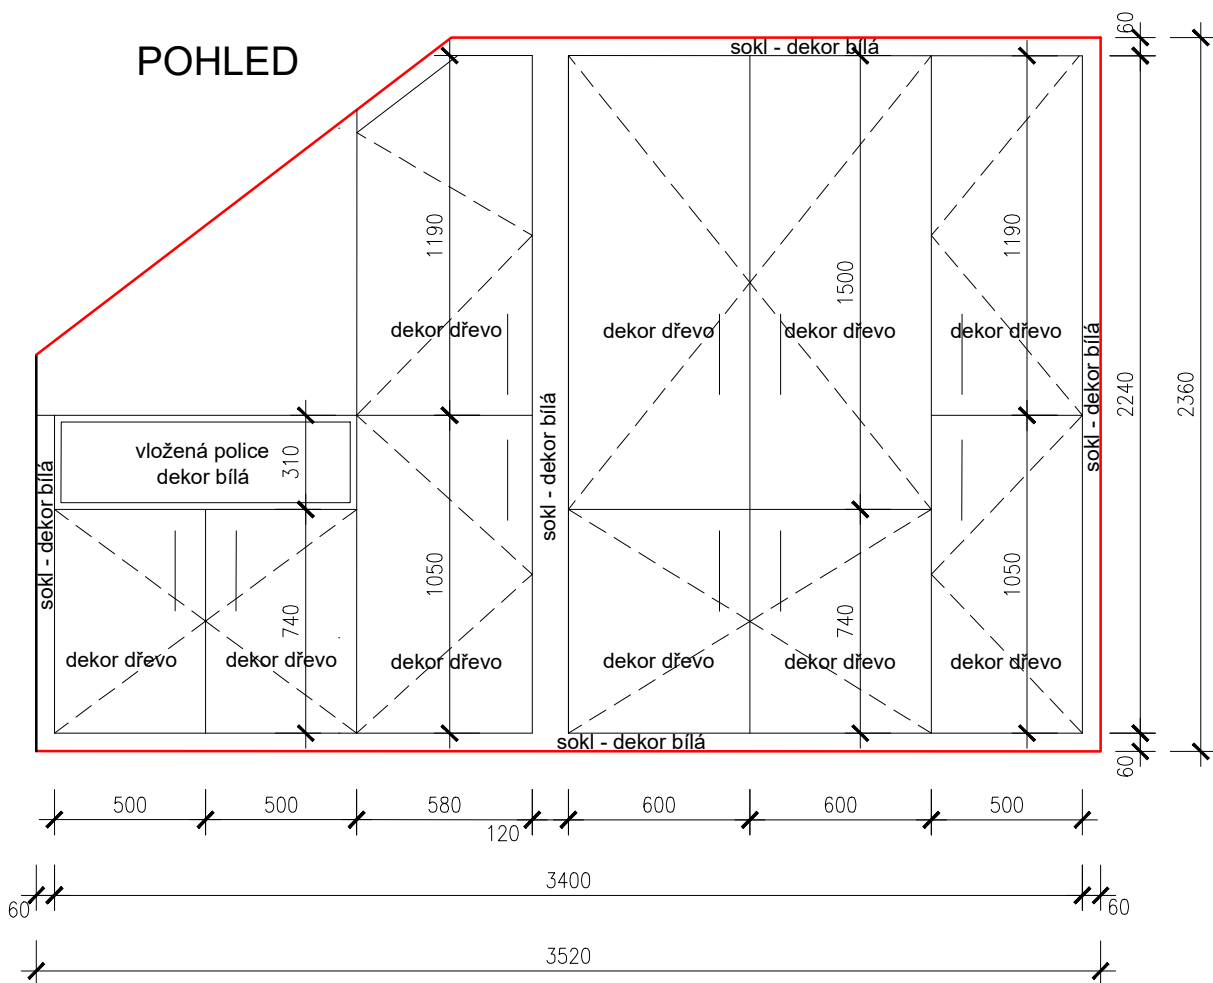 POHLED
60
sokl - dekor bílá
1190
1190
1500
dekor dřevo
dekor dřevo
dekor dřevo
dekor dřevo
sokl - dekor bílá
2240
2360
vložená police
dekor bílá
310
sokl - dekor bílá
sokl - dekor bílá
1050
1050
740
740
dekor dřevo
dekor dřevo
dekor dřevo
dekor dřevo
dekor dřevo
dekor dřevo
sokl - dekor bílá
60
500
500
580
120
600
600
500
60
3400
60
3520